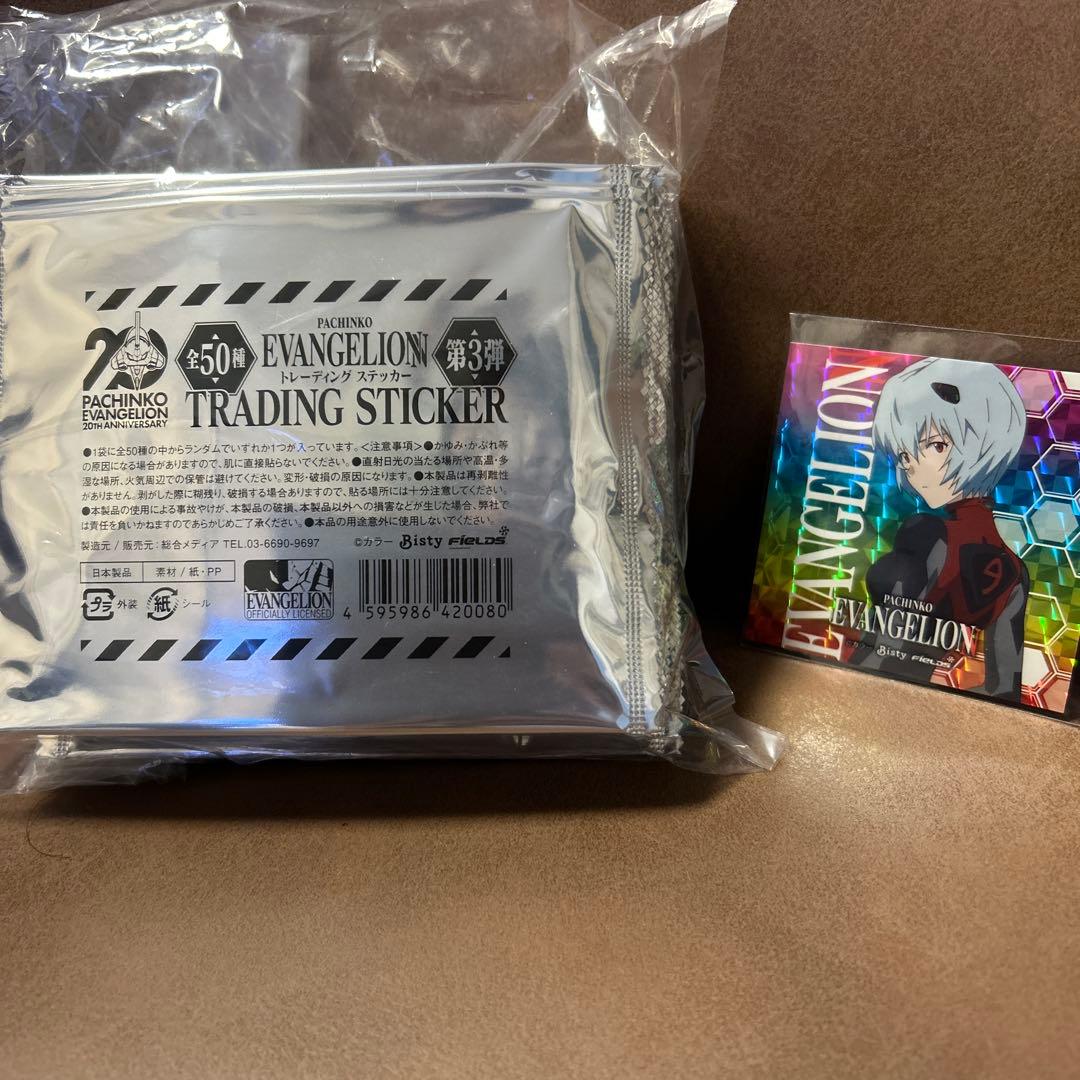 20
PACHINKO
EVANGELION
20TH ANNIVERSARY
全50種
PACHINKO
EVANGELION
トレーディング ステッカー
第3弾
TRADING STICKER
●1袋に全50種の中からランダムでいずれか1つが入っています。<注意事項>●かゆみ・かぶれ等
の原因になる場合がありますので、肌に直接貼らないでください。●直射日光の当たる場所や高温・多
湿な場所、火気周辺での保管は避けてください。変形・破損の原因になります。●本製品は再剥離性
がありません。剥がした際に糊残り、破損する場合ありますので、貼る場所には十分注意してください。
●本製品の使用による事故やけが、本製品の破損、本製品以外への損害などが生じた場合、弊社で
は責任を負いかねますのであらかじめご了承ください。●本品の用途意外に使用しないでください。
製造元 / 販売元：総合メディア TEL.03-6690-9697 ©カラー Bisty FIELDS
日本製品 素材 / 紙・PP
プラ 外装 紙 シール
EVANGELION
OFFICIALLY LICENSED
4 595986 420080
EVANGELION
PACHINKO
EVANGELION
©カラー Bisty FIELDS